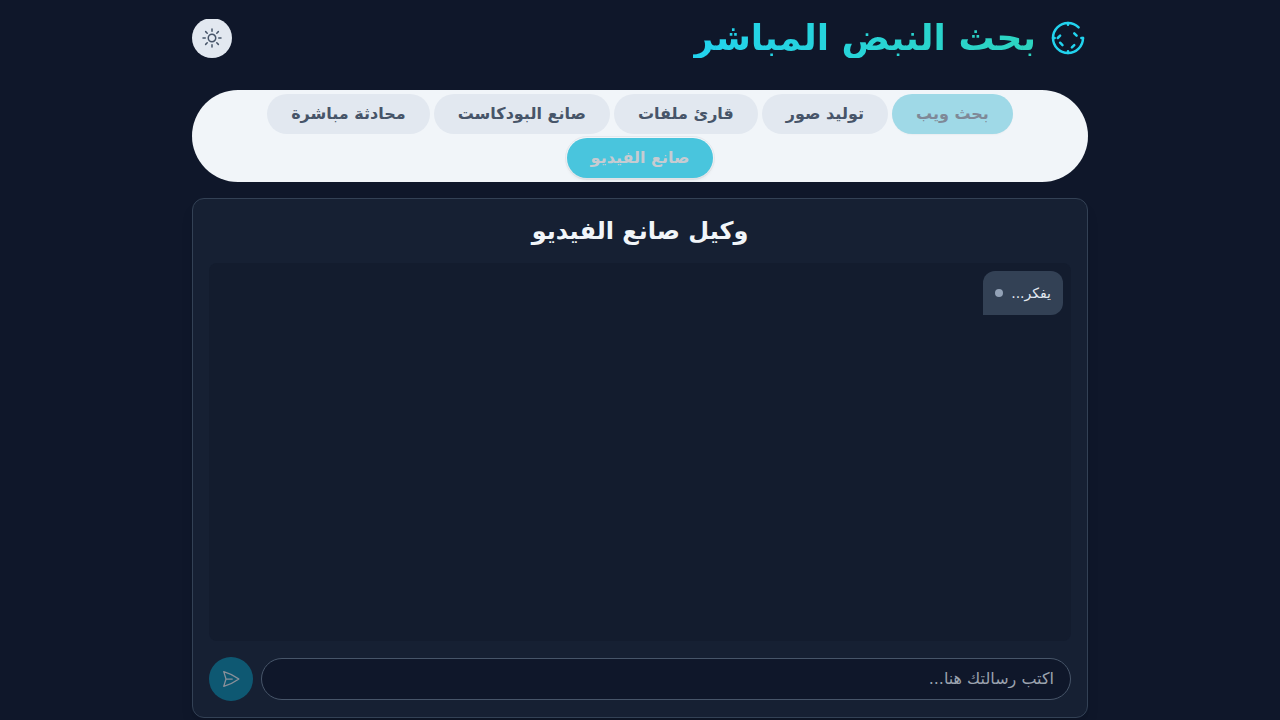 بحث النبض المباشر
بحث ويب
توليد صور
قارئ ملفات
صانع البودكاست
محادثة مباشرة
صانع الفيديو
وكيل صانع الفيديو
يفكر...
اكتب رسالتك هنا...